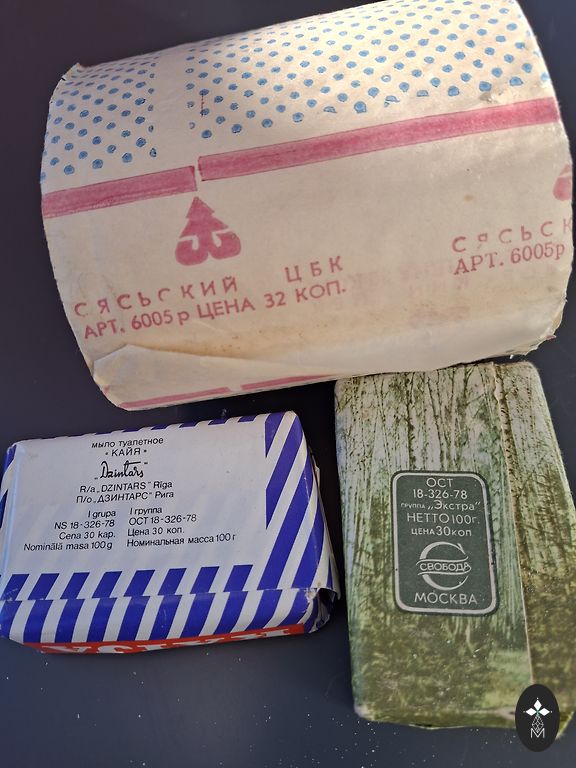 СЯСЬСКИЙ ЦБК
АРТ. 6005 р ЦЕНА 32 КОП.
СЯСЬСК
АРТ. 6005р
МЫЛО ТУАЛЕТНОЕ
"КАЙЯ"
Dzintars
R/a „DZINTARS" Rīga
П/о „ДЗИНТАРС" Рига
I grupa I группа
NS 18-326-78 ОСТ 18-326-78
Cena 30 kap. Цена 30 коп.
Nominālā masa 100 g Номинальная масса 100 г
ОСТ
18-326-78
ГРУППА „Экстра"
НЕТТО 100г.
ЦЕНА 30 коп
СВОБОДА
МОСКВА
M